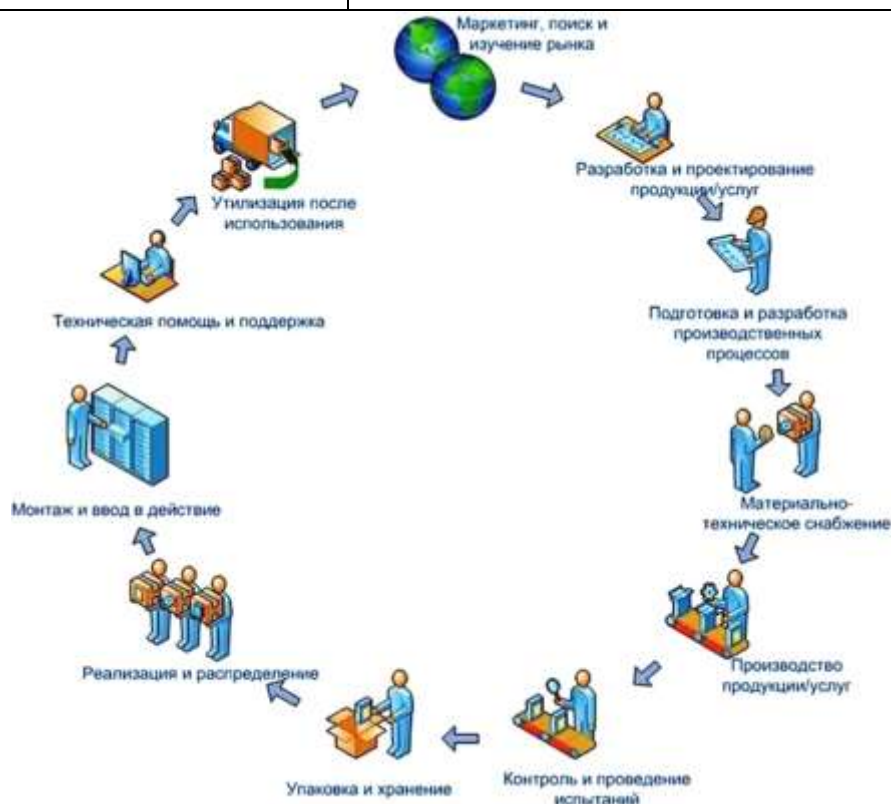 Маркетинг, поиск и
изучение рынка
Разработка и проектирование
продукции/услуг
Подготовка и разработка
производственных
процессов
Материально-
техническое снабжение
Производство
продукции/услуг
Контроль и проведение
испытаний
Упаковка и хранение
Реализация и распределение
Монтаж и ввод в действие
Техническая помощь и поддержка
Утилизация после
использования